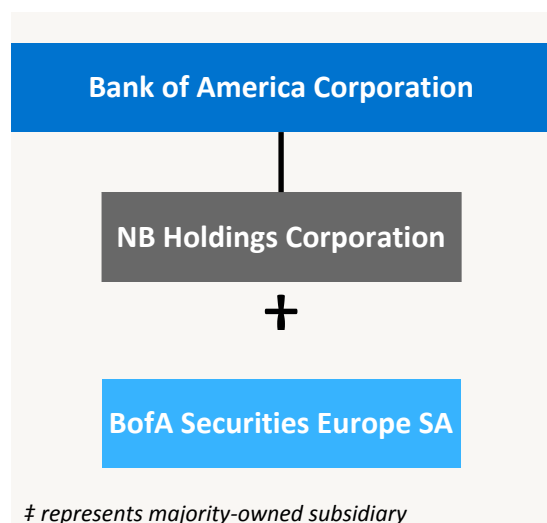 Bank of America Corporation
NB Holdings Corporation
‡
BofA Securities Europe SA
‡ represents majority-owned subsidiary